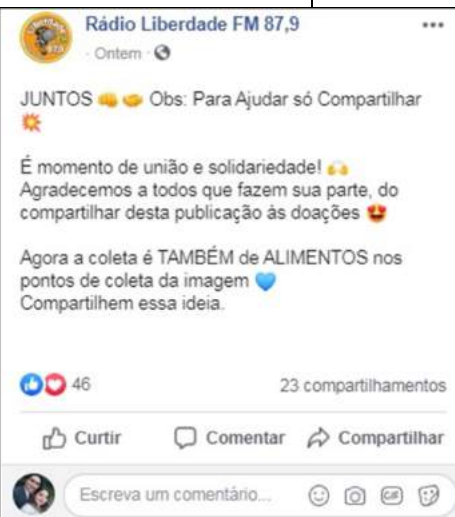 Rádio Liberdade FM 87,9
Ontem ·
JUNTOS 👊🤝 Obs: Para Ajudar só Compartilhar
💥
É momento de união e solidariedade! 🙌
Agradecemos a todos que fazem sua parte, do
compartilhar desta publicação ás doações 😍
Agora a coleta é TAMBÉM de ALIMENTOS nos
pontos de coleta da imagem 💙
Compartilhem essa ideia.
46 23 compartilhamentos
Curtir Comentar Compartilhar
Escreva um comentário... GIF